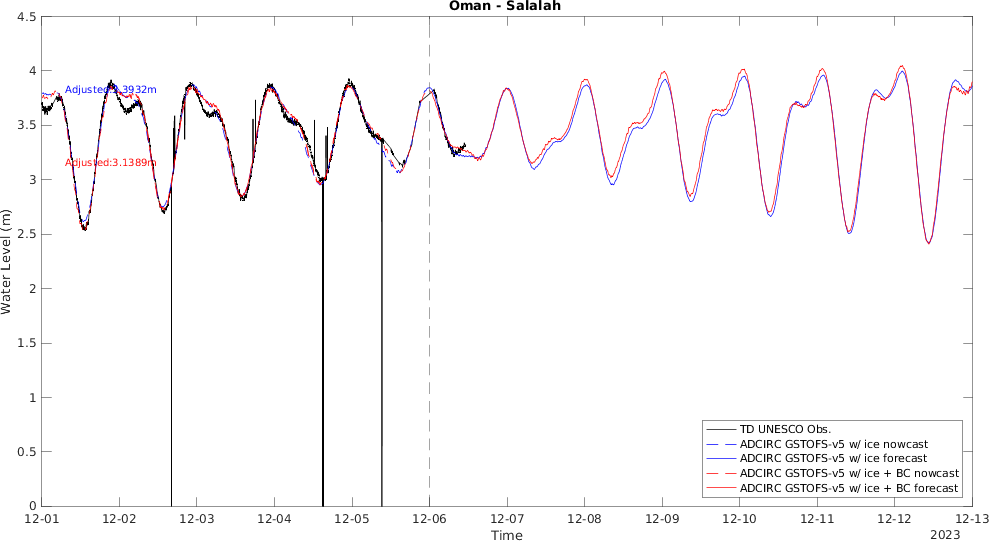 Oman - Salalah
4.5
4
3.5
3
2.5
2
1.5
1
0.5
0
Water Level (m)
Adjusted:3.3932m
Adjusted:3.1389m
TD UNESCO Obs.
ADCIRC GSTOFS-v5 w/ ice nowcast
ADCIRC GSTOFS-v5 w/ ice forecast
ADCIRC GSTOFS-v5 w/ ice + BC nowcast
ADCIRC GSTOFS-v5 w/ ice + BC forecast
12-01 12-02 12-03 12-04 12-05 12-06 12-07 12-08 12-09 12-10 12-11 12-12 12-13
Time
2023